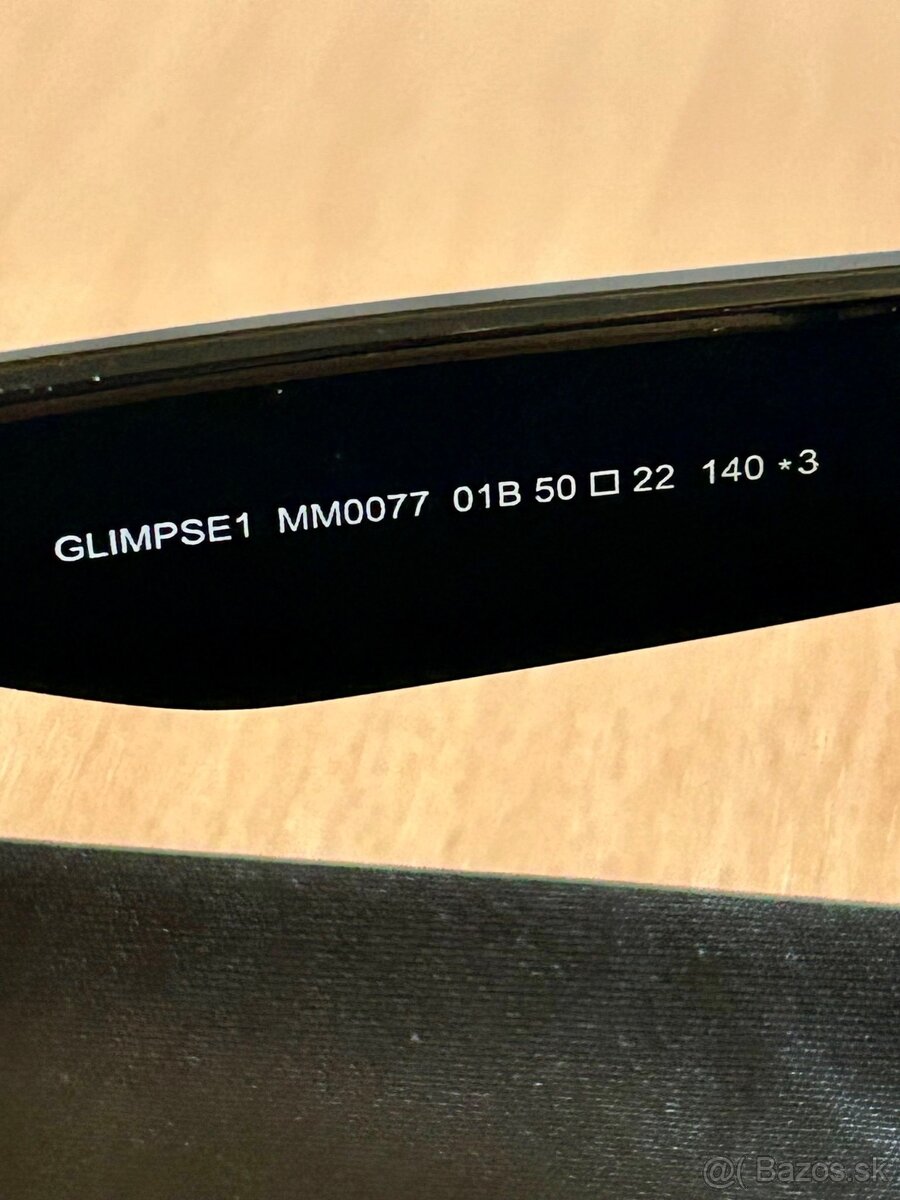 GLIMPSE1 MM0077 01B 50 □ 22 140 *3
@( Bazos.sk